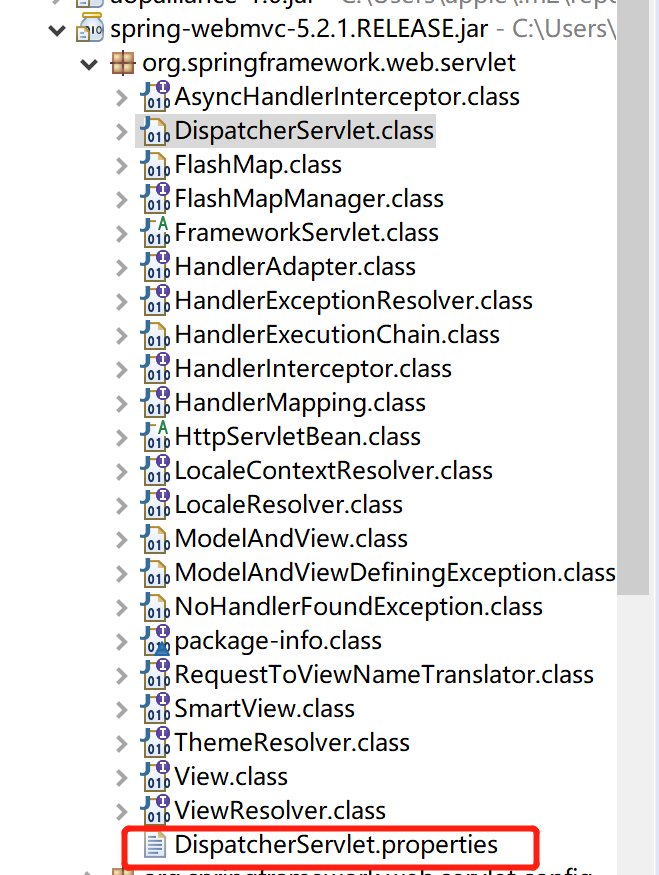 aopalliance-1.0.jar - C:\Users\apple\.m2\repo
spring-webmvc-5.2.1.RELEASE.jar - C:\Users\
org.springframework.web.servlet
AsyncHandlerInterceptor.class
DispatcherServlet.class
FlashMap.class
FlashMapManager.class
FrameworkServlet.class
HandlerAdapter.class
HandlerExceptionResolver.class
HandlerExecutionChain.class
HandlerInterceptor.class
HandlerMapping.class
HttpServletBean.class
LocaleContextResolver.class
LocaleResolver.class
ModelAndView.class
ModelAndViewDefiningException.class
NoHandlerFoundException.class
package-info.class
RequestToViewNameTranslator.class
SmartView.class
ThemeResolver.class
View.class
ViewResolver.class
DispatcherServlet.properties
org.springframework.web.servlet.config